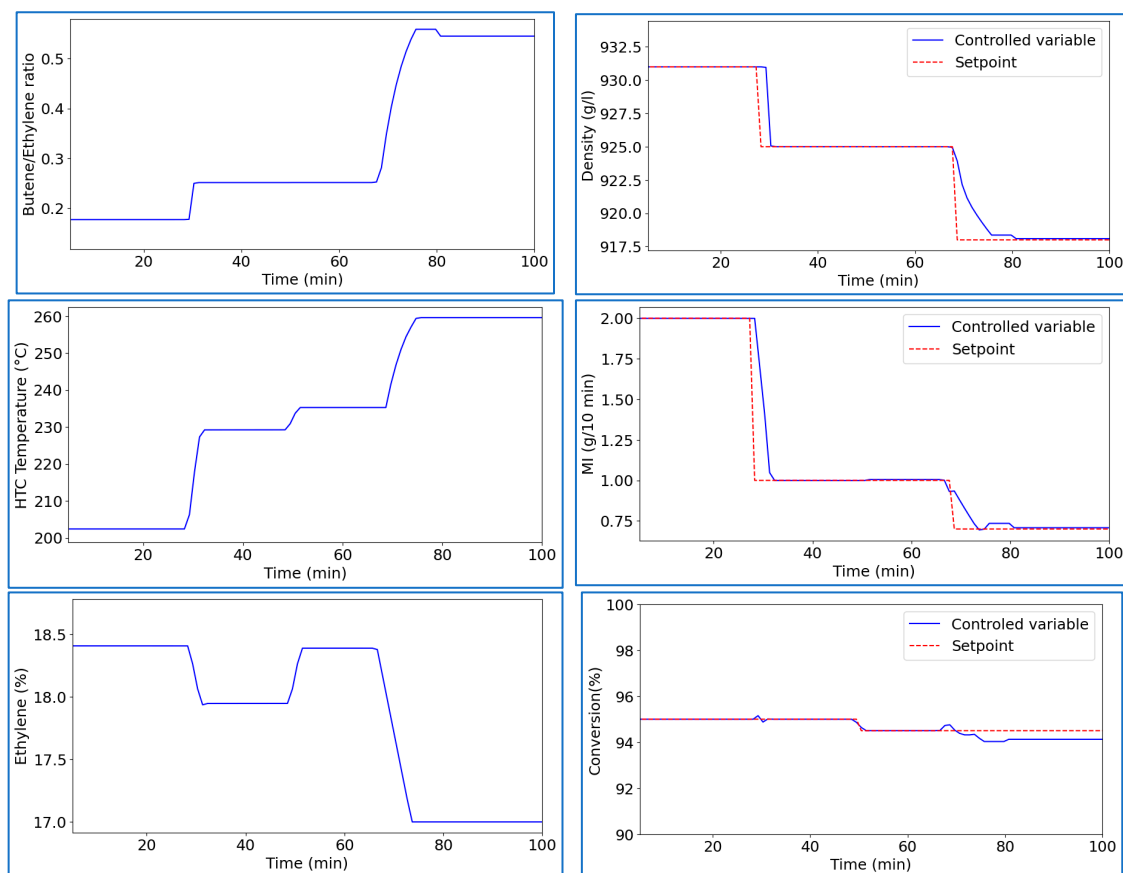 Butene/Ethylene ratio
0.5
0.4
0.3
0.2
20 40 60 80 100
Time (min)
Density (g/l)
932.5
930.0
927.5
925.0
922.5
920.0
917.5
Controlled variable
Setpoint
20 40 60 80 100
Time (min)
HTC Temperature (°C)
260
250
240
230
220
210
200
20 40 60 80 100
Time (min)
MI (g/10 min)
2.00
1.75
1.50
1.25
1.00
0.75
Controlled variable
Setpoint
20 40 60 80 100
Time (min)
Ethylene (%)
18.5
18.0
17.5
17.0
20 40 60 80 100
Time (min)
Conversion(%)
100
98
96
94
92
90
Controled variable
Setpoint
20 40 60 80 100
Time (min)